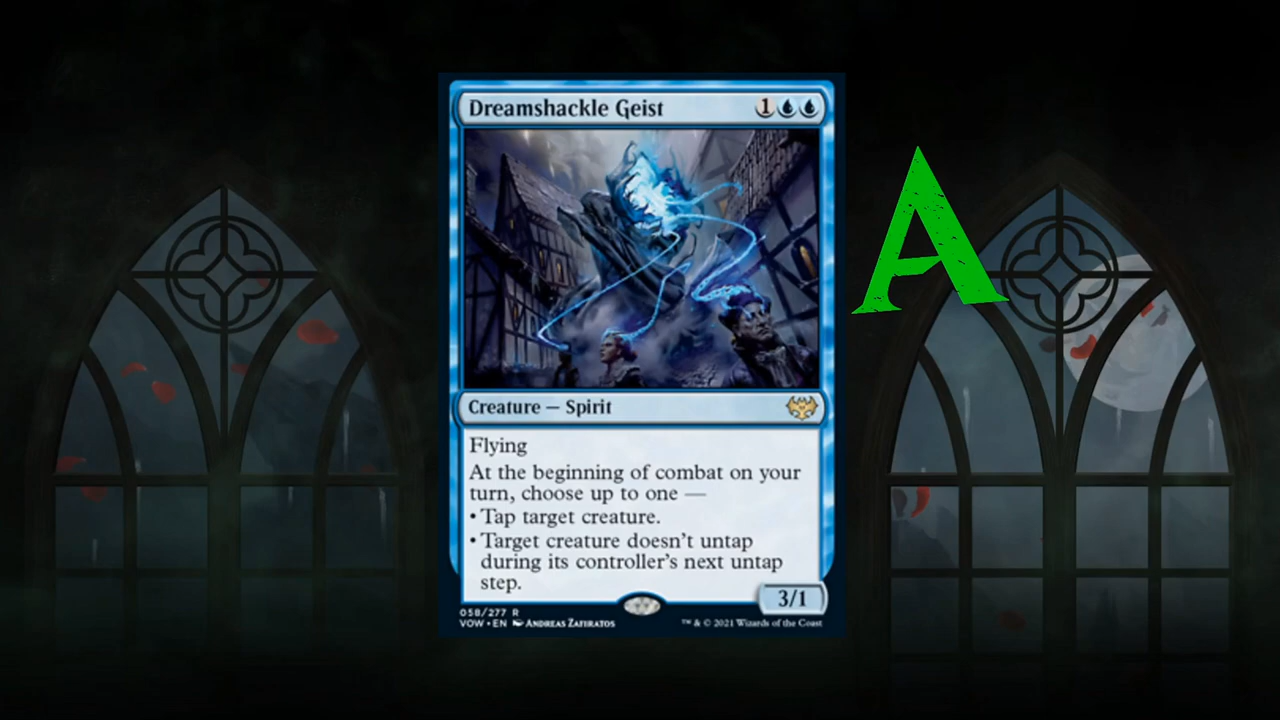 Dreamshackle Geist 1
A
Creature — Spirit
Flying
At the beginning of combat on your
turn, choose up to one —
• Tap target creature.
• Target creature doesn't untap
during its controller's next untap
step.
3/1
058/277 R
VOW • EN Andreas Zafiratos
™ & © 2021 Wizards of the Coast